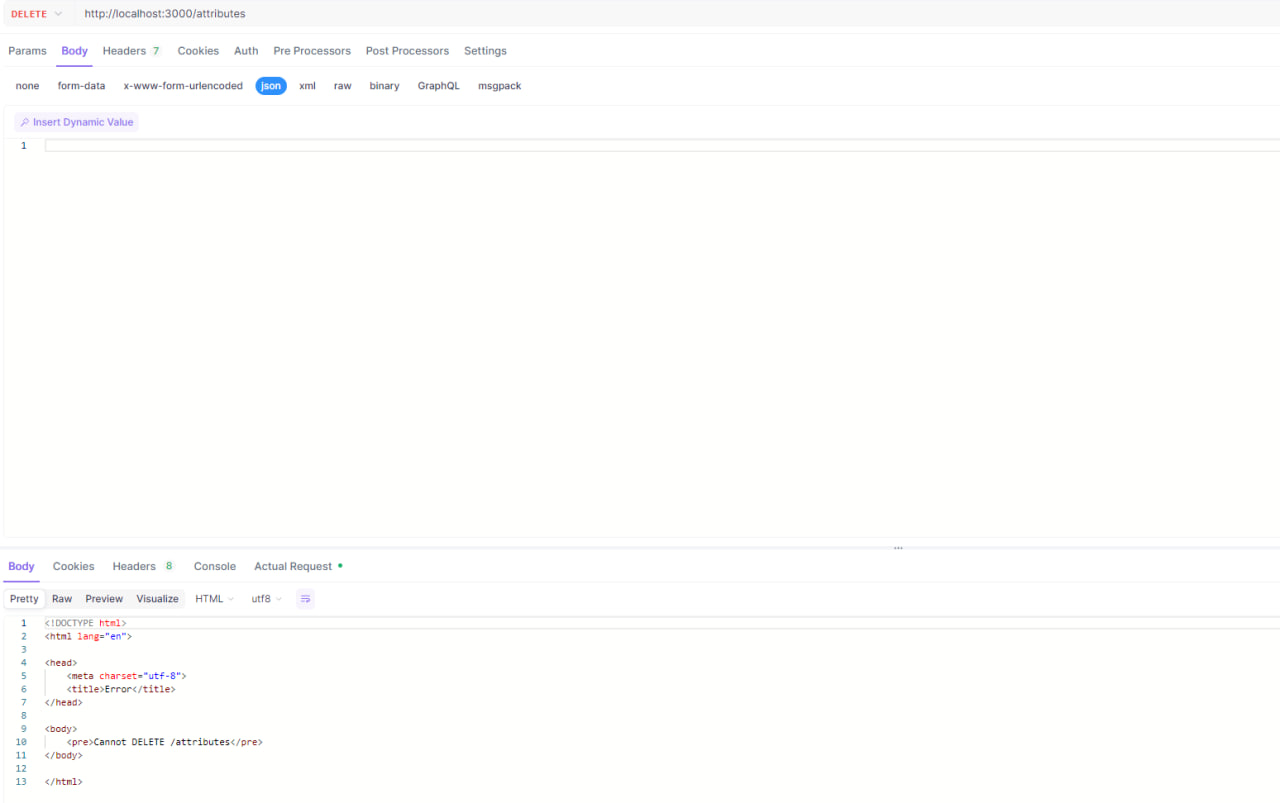 DELETE http://localhost:3000/attributes
Params Body Headers 7 Cookies Auth Pre Processors Post Processors Settings
none form-data x-www-form-urlencoded json xml raw binary GraphQL msgpack
Insert Dynamic Value
1
Body Cookies Headers 8 Console Actual Request
Pretty Raw Preview Visualize HTML utf8
1 <!DOCTYPE html>
2 <html lang="en">
3
4 <head>
5 <meta charset="utf-8">
6 <title>Error</title>
7 </head>
8
9 <body>
10 <pre>Cannot DELETE /attributes</pre>
11 </body>
12
13 </html>